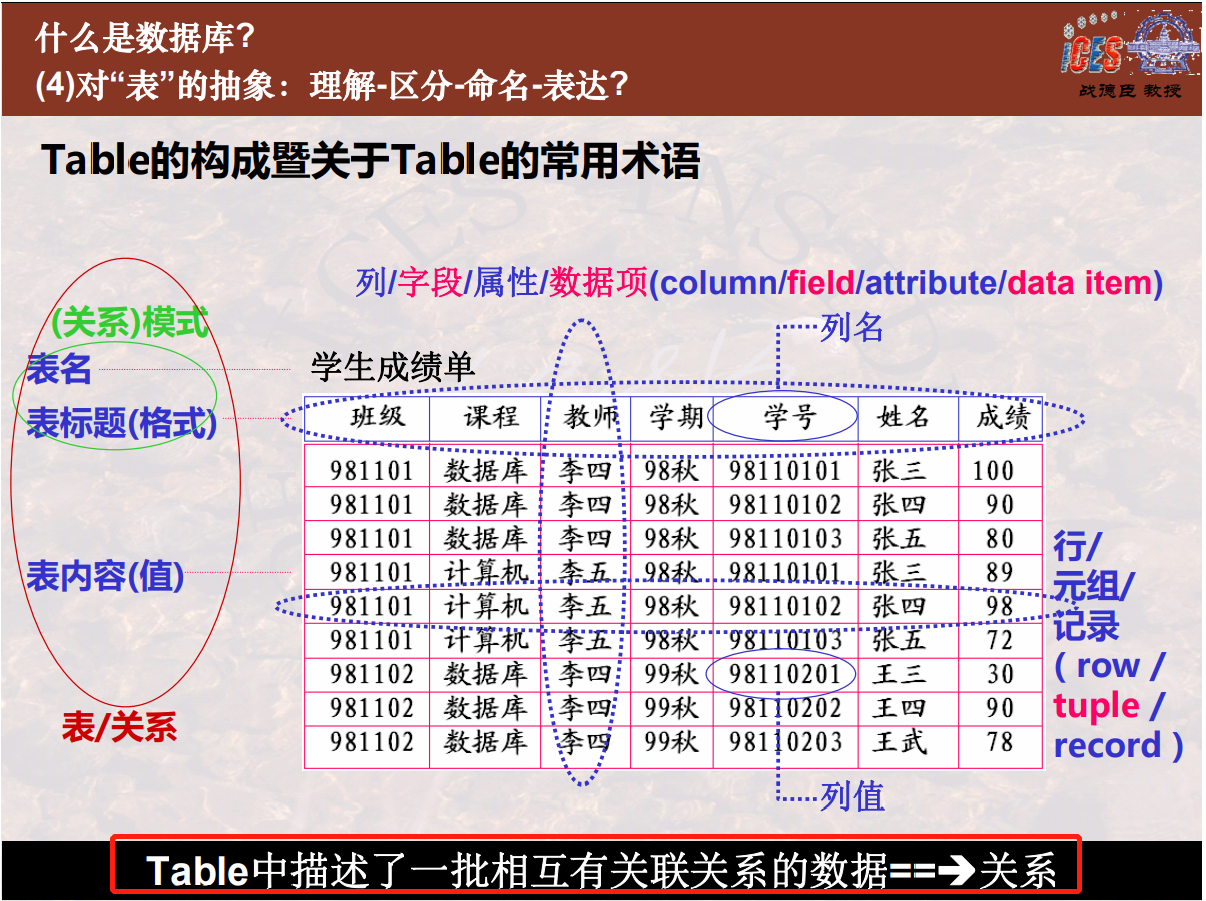 什么是数据库?
(4)对“表”的抽象：理解-区分-命名-表达?
iCES
战德臣 教授
Table的构成暨关于Table的常用术语
列/字段/属性/数据项(column/field/attribute/data item)
列名
(关系)模式
表名
学生成绩单
表标题(格式)
班级 课程 教师 学期 学号 姓名 成绩
981101 数据库 李四 98秋 98110101 张三 100
981101 数据库 李四 98秋 98110102 张四 90
981101 数据库 李四 98秋 98110103 张五 80
981101 计算机 李五 98秋 98110101 张三 89
981101 计算机 李五 98秋 98110102 张四 98
981101 计算机 李五 98秋 98110103 张五 72
981102 数据库 李四 99秋 98110201 王三 30
981102 数据库 李四 99秋 98110202 王四 90
981102 数据库 李四 99秋 98110203 王武 78
表内容(值)
行/
元组/
记录
( row /
tuple /
record )
表/关系
列值
Table中描述了一批相互有关联关系的数据==➔关系